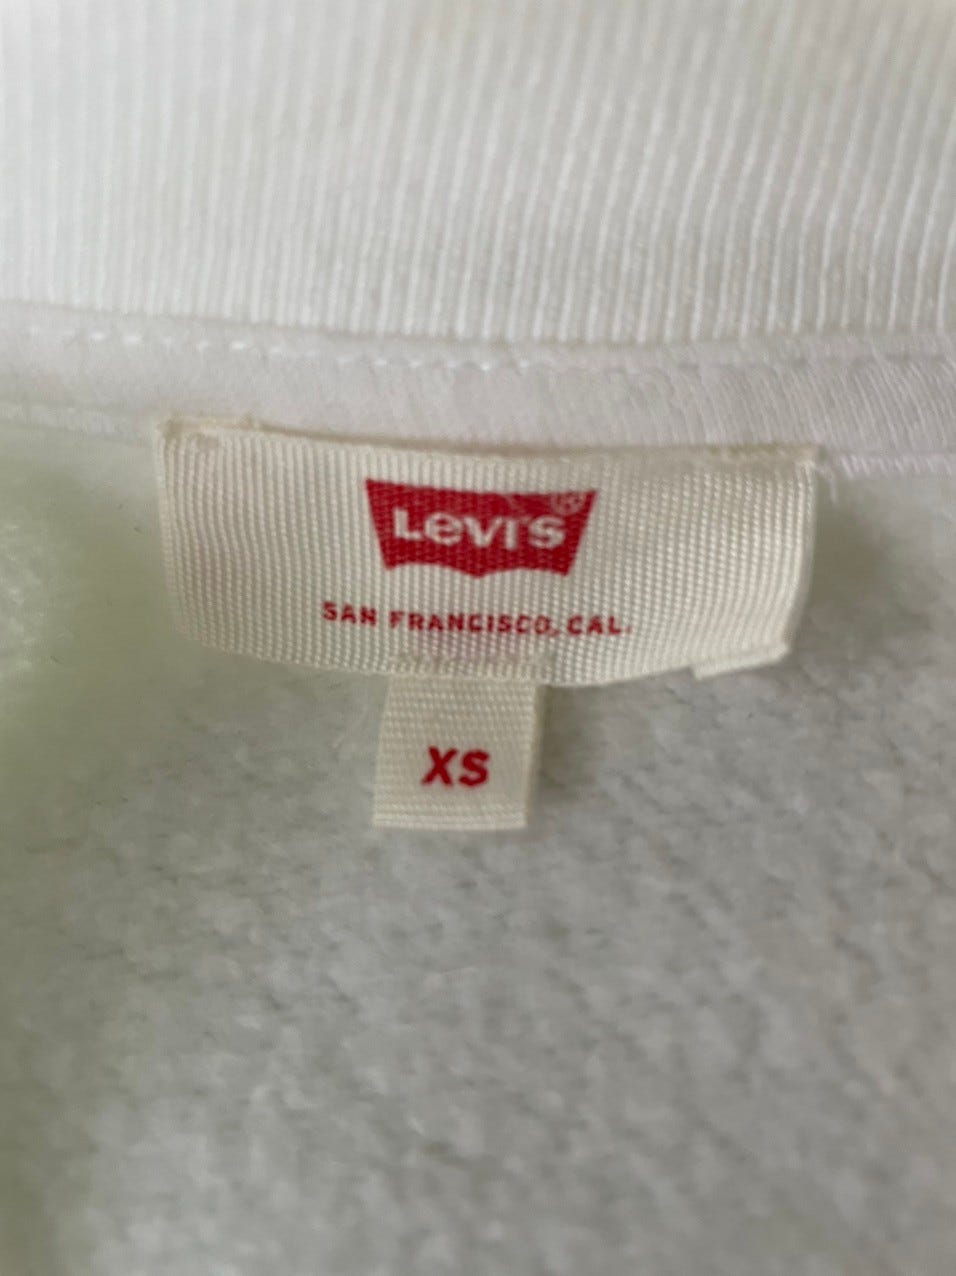 Levi's®
SAN FRANCISCO, CAL.
XS